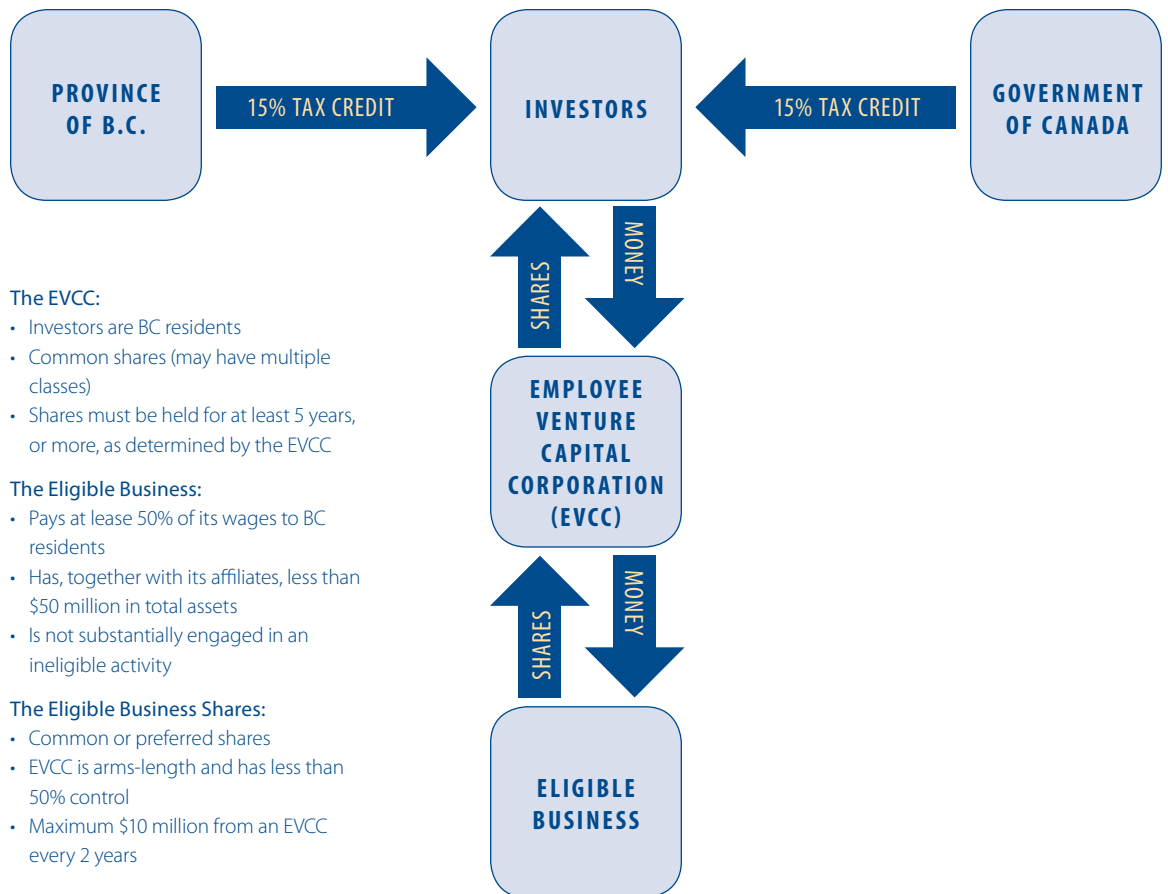 PROVINCE
OF B.C.
15% TAX CREDIT
INVESTORS
15% TAX CREDIT
GOVERNMENT
OF CANADA
SHARES
MONEY
The EVCC:
• Investors are BC residents
• Common shares (may have multiple
classes)
• Shares must be held for at least 5 years,
or more, as determined by the EVCC
The Eligible Business:
• Pays at lease 50% of its wages to BC
residents
• Has, together with its affiliates, less than
$50 million in total assets
• Is not substantially engaged in an
ineligible activity
The Eligible Business Shares:
• Common or preferred shares
• EVCC is arms-length and has less than
50% control
• Maximum $10 million from an EVCC
every 2 years
EMPLOYEE
VENTURE
CAPITAL
CORPORATION
(EVCC)
SHARES
MONEY
ELIGIBLE
BUSINESS